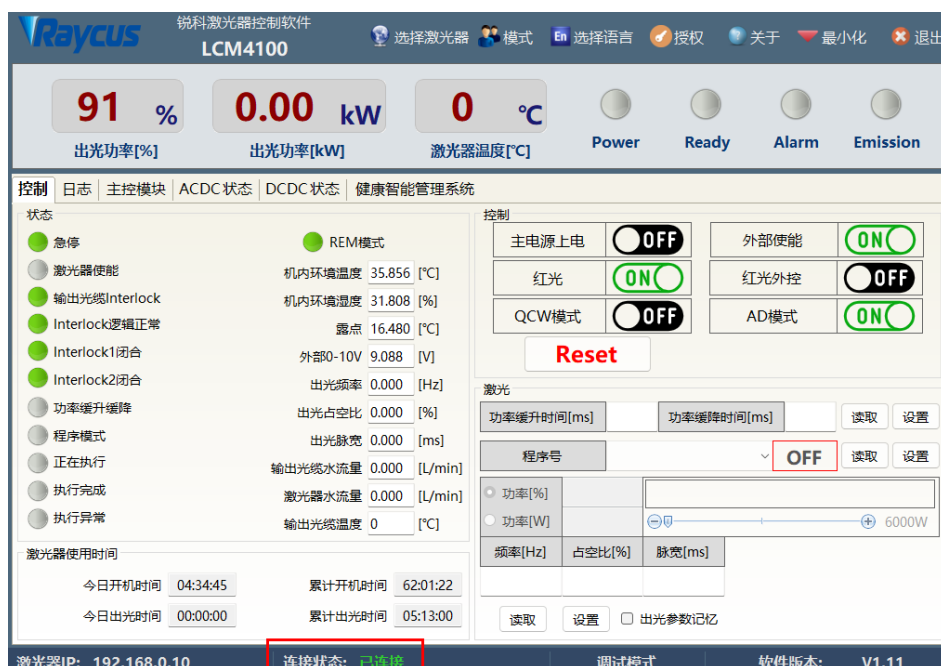 Raycus 锐科激光器控制软件
LCM4100
选择激光器 模式 En 选择语言 授权 关于 最小化 退出
91 % 0.00 kW 0 ℃
出光功率[%] 出光功率[kW] 激光器温度[℃] Power Ready Alarm Emission
控制 日志 主控模块 ACDC 状态 DCDC 状态 健康智能管理系统
状态
急停 REM模式
激光器使能 机内环境温度 35.856 [℃]
输出光缆Interlock 机内环境湿度 31.808 [%]
Interlock逻辑正常 露点 16.480 [℃]
Interlock1闭合 外部0-10V 9.088 [V]
Interlock2闭合 出光频率 0.000 [Hz]
功率缓升缓降 出光占空比 0.000 [%]
程序模式 出光脉宽 0.000 [ms]
正在执行 输出光缆水流量 0.000 [L/min]
执行完成 激光器水流量 0.000 [L/min]
执行异常 输出光缆温度 0 [℃]
激光器使用时间
今日开机时间 04:34:45 累计开机时间 62:01:22
今日出光时间 00:00:00 累计出光时间 05:13:00
控制
主电源上电 OFF 外部使能 ON
红光 ON 红光外控 OFF
QCW模式 OFF AD模式 ON
Reset
激光
功率缓升时间[ms] 功率缓降时间[ms] 读取 设置
程序号 OFF 读取 设置
功率[%]
功率[W] 6000W
频率[Hz] 占空比[%] 脉宽[ms]
读取 设置 出光参数记忆
激光器IP: 192.168.0.10 连接状态: 已连接 调试模式 软件版本: V1.11